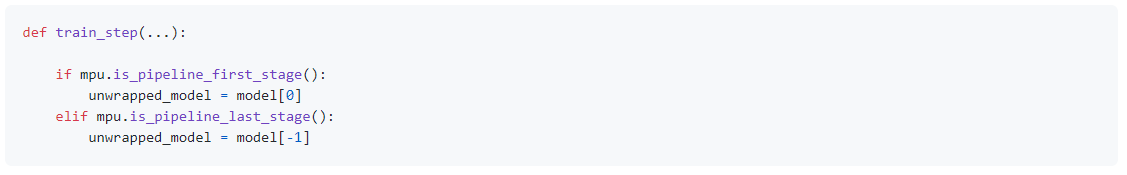 def train_step(...):
    if mpu.is_pipeline_first_stage():
        unwrapped_model = model[0]
    elif mpu.is_pipeline_last_stage():
        unwrapped_model = model[-1]